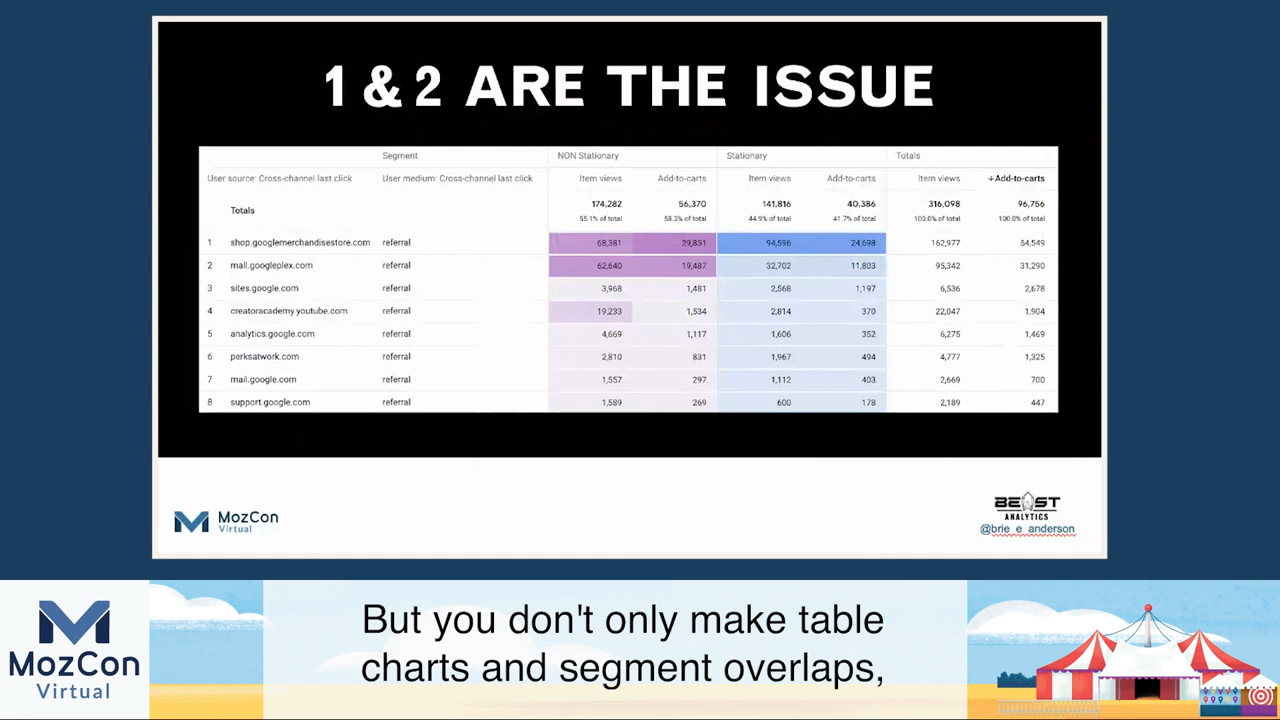 1 & 2 ARE THE ISSUE
Segment NON Stationary Stationary Totals
User source: Cross-channel last click User medium: Cross-channel last click Item views Add-to-carts Item views Add-to-carts Item views ↓Add-to-carts
Totals 174,282 56,370 141,816 40,386 316,098 96,756
55.1% of total 58.3% of total 44.9% of total 41.7% of total 100.0% of total 100.0% of total
1 shop.googlemerchandisestore.com referral 68,381 29,851 94,596 24,698 162,977 54,549
2 mall.googleplex.com referral 62,640 19,487 32,702 11,803 95,342 31,290
3 sites.google.com referral 3,968 1,481 2,568 1,197 6,536 2,678
4 creatoracademy.youtube.com referral 19,233 1,534 2,814 370 22,047 1,904
5 analytics.google.com referral 4,669 1,117 1,606 352 6,275 1,469
6 perksatwork.com referral 2,810 831 1,967 494 4,777 1,325
7 mail.google.com referral 1,557 297 1,112 403 2,669 700
8 support.google.com referral 1,589 269 600 178 2,189 447
MozCon
Virtual
BEAST
ANALYTICS
@brie_e_anderson
But you don't only make table
charts and segment overlaps,
MozCon
Virtual